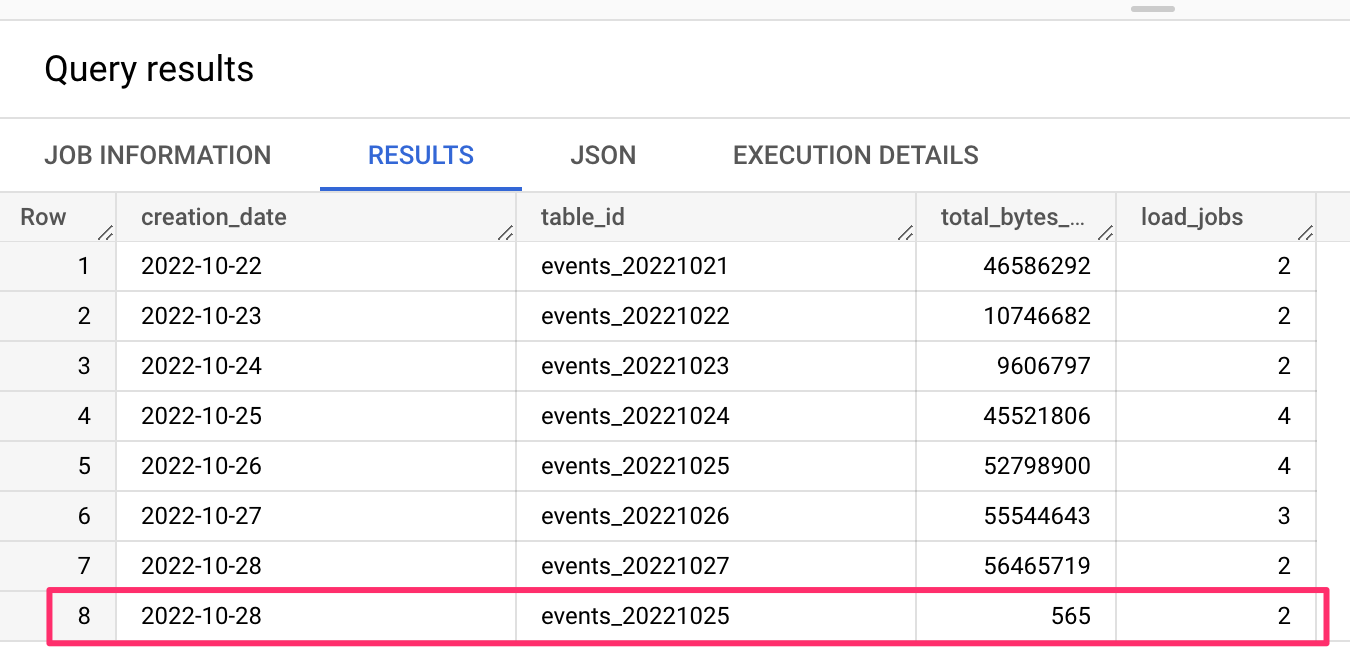 Query results
JOB INFORMATION RESULTS JSON EXECUTION DETAILS
Row creation_date table_id total_bytes_... load_jobs
1 2022-10-22 events_20221021 46586292 2
2 2022-10-23 events_20221022 10746682 2
3 2022-10-24 events_20221023 9606797 2
4 2022-10-25 events_20221024 45521806 4
5 2022-10-26 events_20221025 52798900 4
6 2022-10-27 events_20221026 55544643 3
7 2022-10-28 events_20221027 56465719 2
8 2022-10-28 events_20221025 565 2